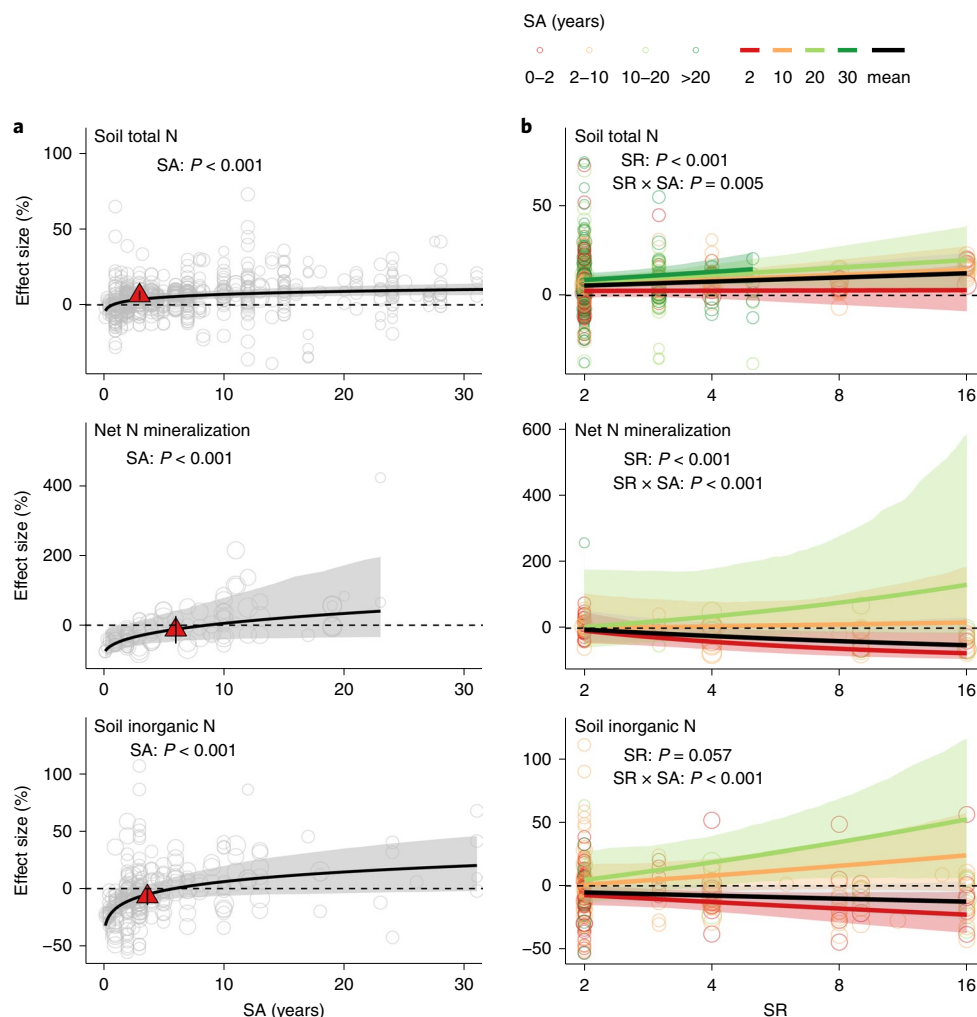 SA (years)
0–2 2–10 10–20 >20 2 10 20 30 mean
a
Soil total N
SA: P < 0.001
Effect size (%)
100
50
0
0 10 20 30
Net N mineralization
SA: P < 0.001
Effect size (%)
400
200
0
0 10 20 30
Soil inorganic N
SA: P < 0.001
Effect size (%)
100
50
0
−50
0 10 20 30
SA (years)
b
Soil total N
SR: P < 0.001
SR × SA: P = 0.005
50
0
2 4 8 16
Net N mineralization
SR: P < 0.001
SR × SA: P < 0.001
600
400
200
0
2 4 8 16
Soil inorganic N
SR: P = 0.057
SR × SA: P < 0.001
100
50
0
−50
2 4 8 16
SR